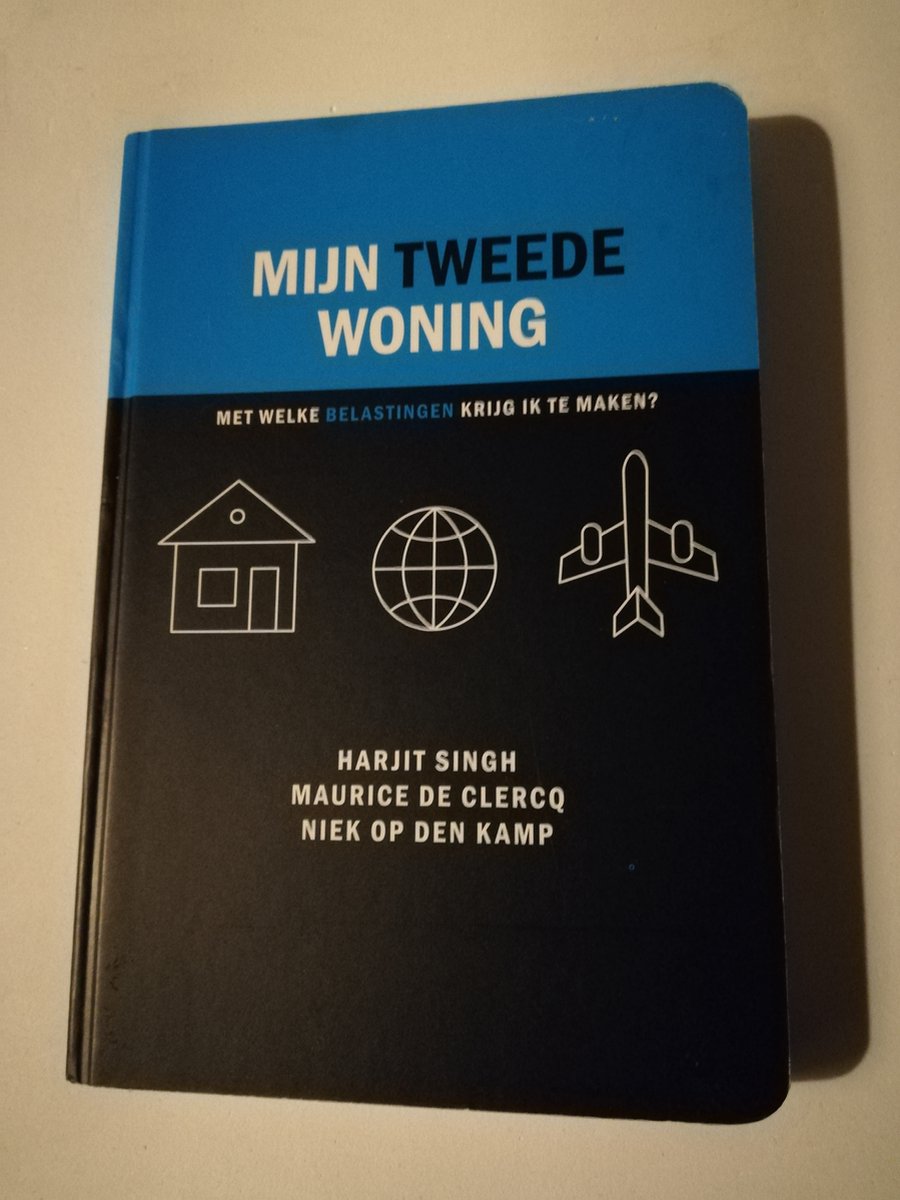 MIJN TWEEDE
WONING
MET WELKE BELASTINGEN KRIJG IK TE MAKEN?
HARJIT SINGH
MAURICE DE CLERCQ
NIEK OP DEN KAMP